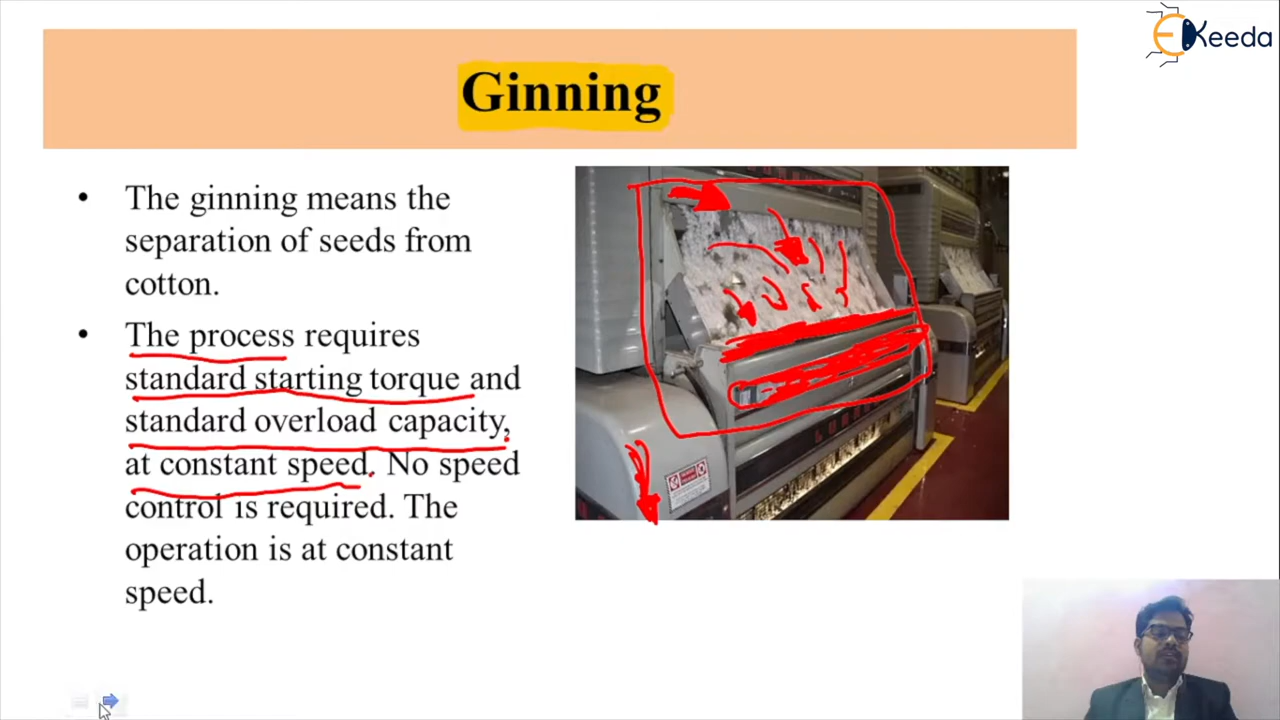 Keeda
Ginning
• The ginning means the
separation of seeds from
cotton.
• The process requires
standard starting torque and
standard overload capacity,
at constant speed. No speed
control is required. The
operation is at constant
speed.